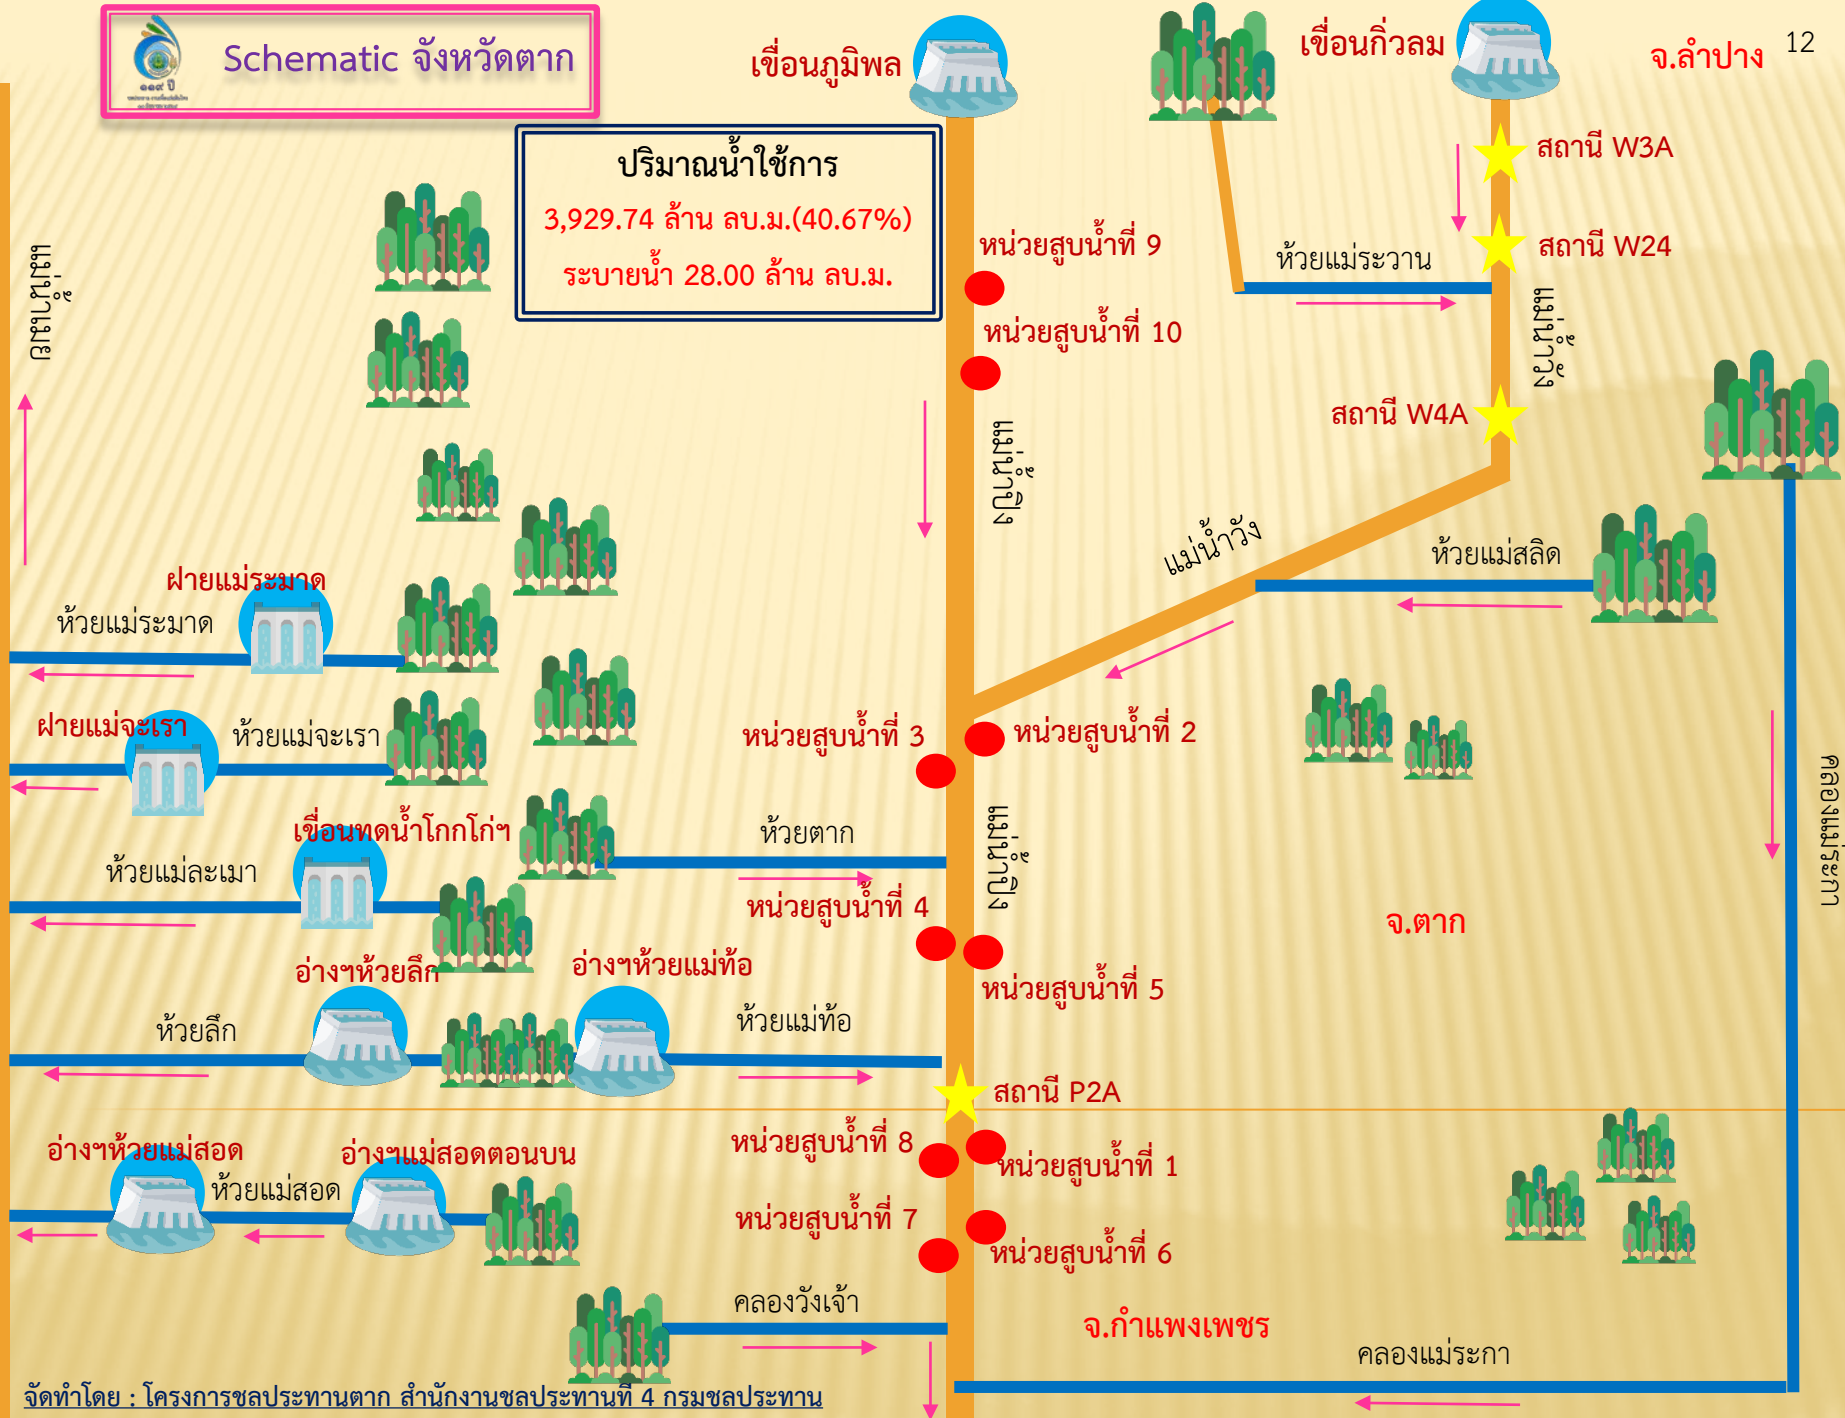 Schematic จังหวัดตาก
๑๑๙ ปี
เขื่อนภูมิพล
เขื่อนกิ่วลม
จ.ลำปาง
12
ปริมาณน้ำใช้การ
3,929.74 ล้าน ลบ.ม.(40.67%)
ระบายน้ำ 28.00 ล้าน ลบ.ม.
สถานี W3A
สถานี W24
ห้วยแม่ระวาน
หน่วยสูบน้ำที่ 9
หน่วยสูบน้ำที่ 10
แม่น้ำเมย
แม่น้ำวัง
สถานี W4A
แม่น้ำปิง
แม่น้ำวัง
ห้วยแม่สลิด
ฝายแม่ระมาด
ห้วยแม่ระมาด
ฝายแม่จะเรา
ห้วยแม่จะเรา
หน่วยสูบน้ำที่ 3
หน่วยสูบน้ำที่ 2
เขื่อนทดน้ำโกกโก่ฯ
ห้วยตาก
แม่น้ำปิง
คลองแม่ระกา
ห้วยแม่ละเมา
หน่วยสูบน้ำที่ 4
จ.ตาก
อ่างฯห้วยลึก
อ่างฯห้วยแม่ท้อ
หน่วยสูบน้ำที่ 5
ห้วยลึก
ห้วยแม่ท้อ
สถานี P2A
อ่างฯห้วยแม่สอด
อ่างฯแม่สอดตอนบน
หน่วยสูบน้ำที่ 8
หน่วยสูบน้ำที่ 1
ห้วยแม่สอด
หน่วยสูบน้ำที่ 7
หน่วยสูบน้ำที่ 6
คลองวังเจ้า
จ.กำแพงเพชร
คลองแม่ระกา
จัดทำโดย : โครงการชลประทานตาก สำนักงานชลประทานที่ 4 กรมชลประทาน